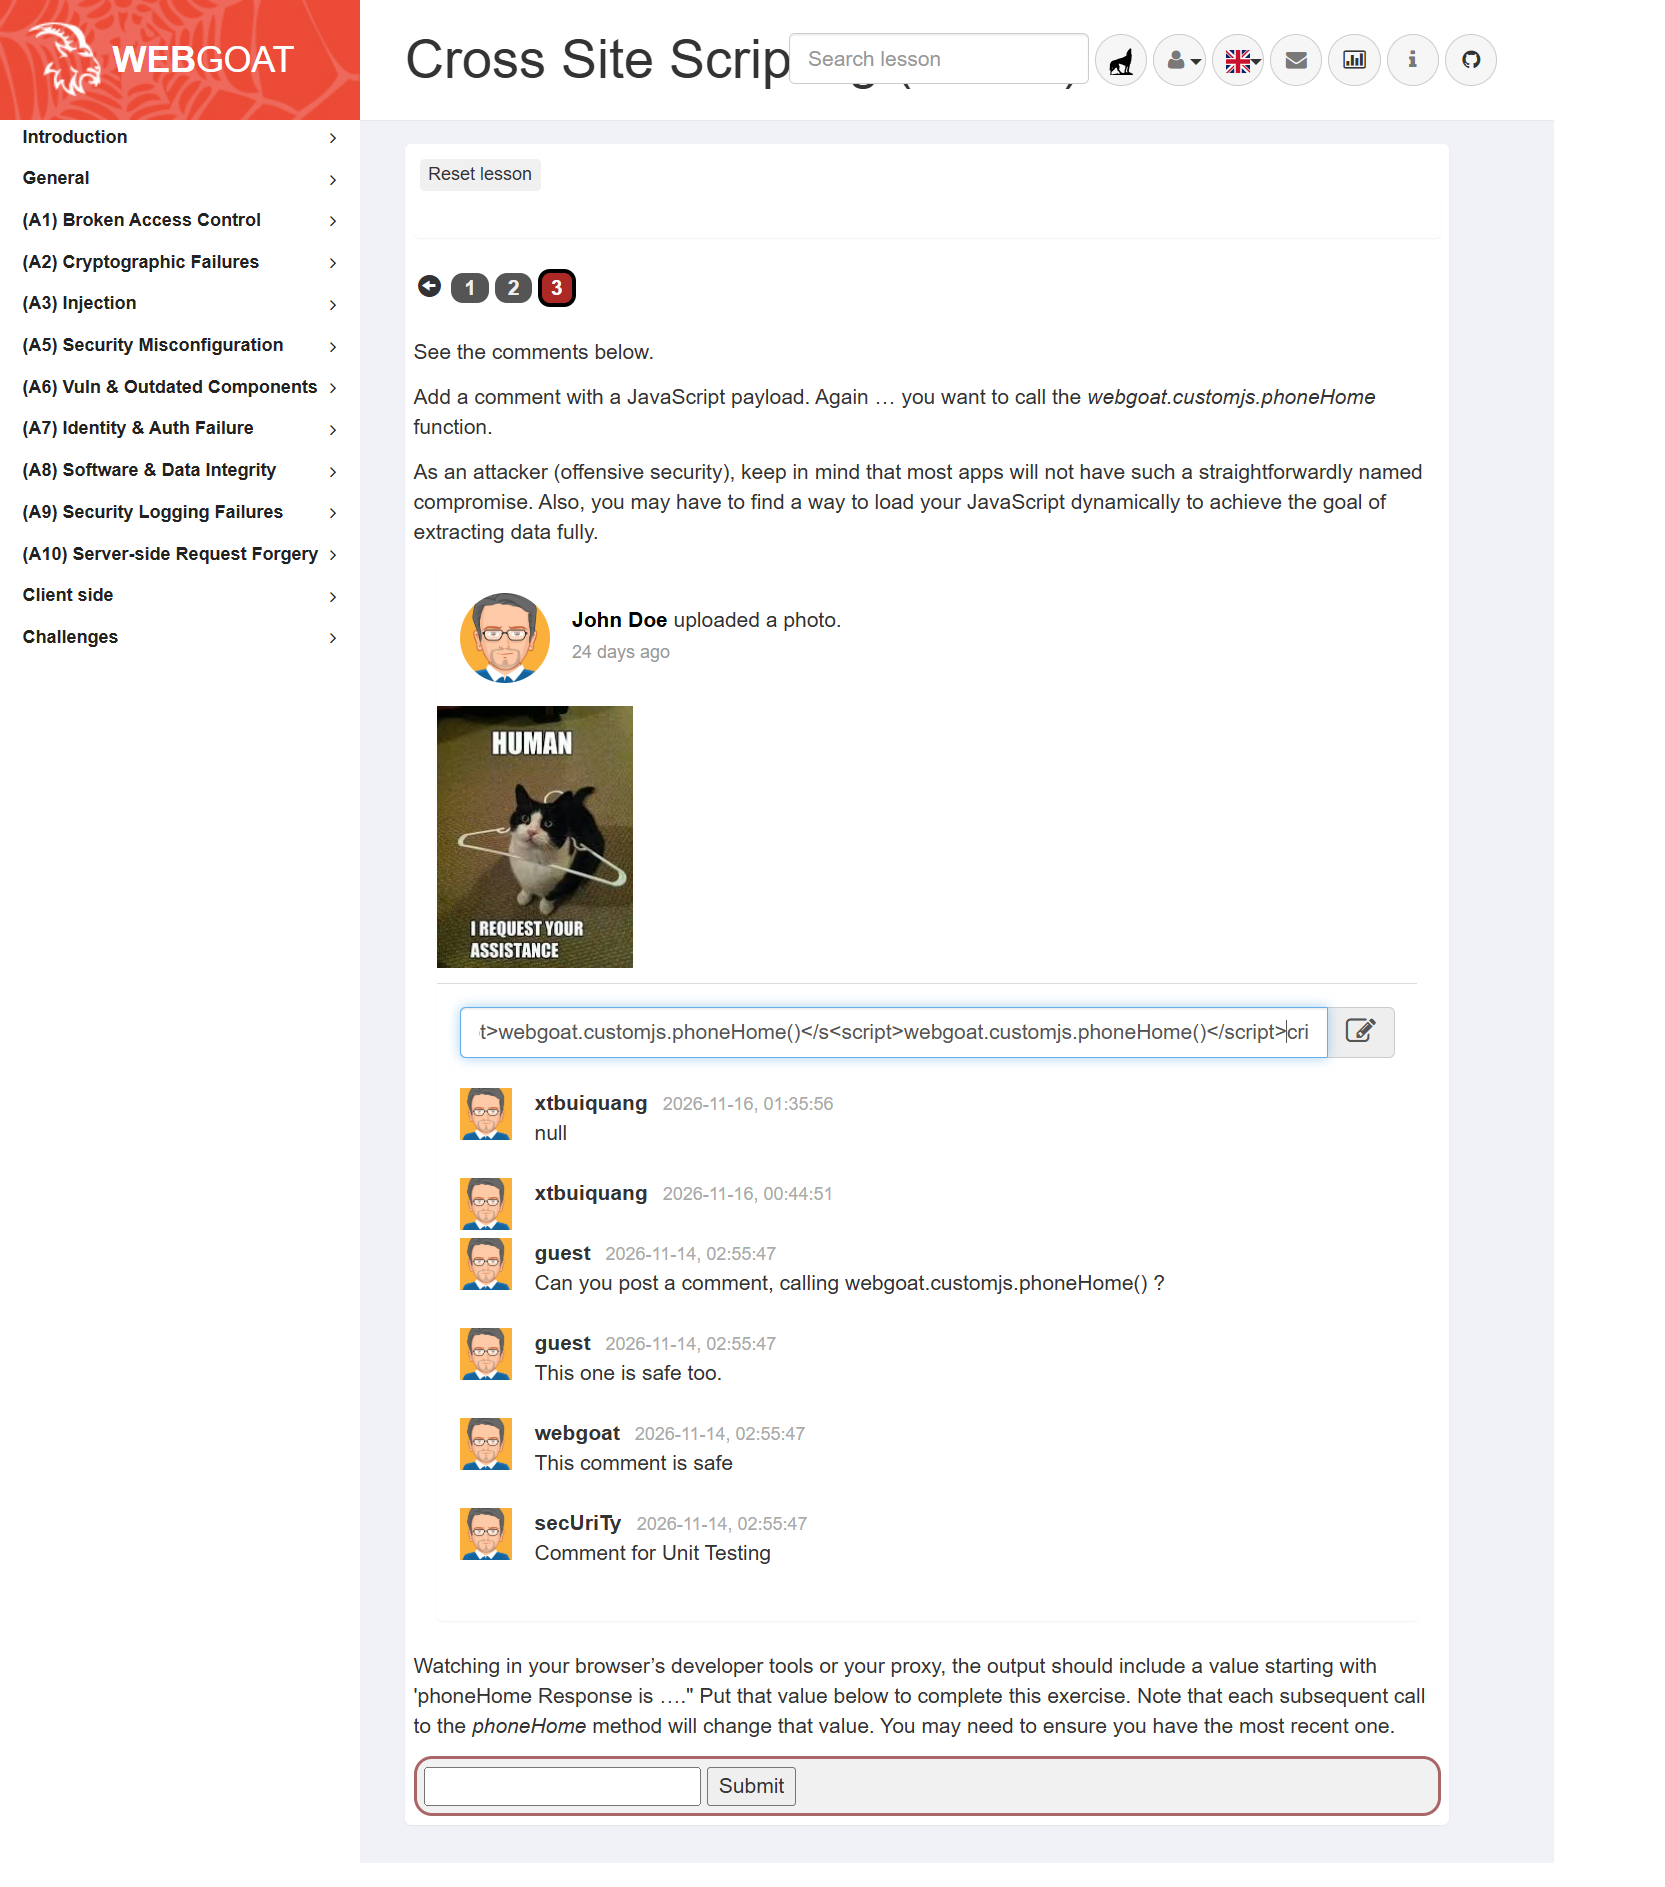 WEBGOAT
Cross Site Scrip
Search lesson
Introduction
General
(A1) Broken Access Control
(A2) Cryptographic Failures
(A3) Injection
(A5) Security Misconfiguration
(A6) Vuln & Outdated Components
(A7) Identity & Auth Failure
(A8) Software & Data Integrity
(A9) Security Logging Failures
(A10) Server-side Request Forgery
Client side
Challenges
Reset lesson
1 2 3
See the comments below.
Add a comment with a JavaScript payload. Again … you want to call the webgoat.customjs.phoneHome
function.
As an attacker (offensive security), keep in mind that most apps will not have such a straightforwardly named
compromise. Also, you may have to find a way to load your JavaScript dynamically to achieve the goal of
extracting data fully.
John Doe uploaded a photo.
24 days ago
HUMAN
I REQUEST YOUR
ASSISTANCE
t>webgoat.customjs.phoneHome()</s<script>webgoat.customjs.phoneHome()</script>cri
xtbuiquang 2026-11-16, 01:35:56
null
xtbuiquang 2026-11-16, 00:44:51
guest 2026-11-14, 02:55:47
Can you post a comment, calling webgoat.customjs.phoneHome() ?
guest 2026-11-14, 02:55:47
This one is safe too.
webgoat 2026-11-14, 02:55:47
This comment is safe
secUriTy 2026-11-14, 02:55:47
Comment for Unit Testing
Watching in your browser’s developer tools or your proxy, the output should include a value starting with
'phoneHome Response is …." Put that value below to complete this exercise. Note that each subsequent call
to the phoneHome method will change that value. You may need to ensure you have the most recent one.
Submit